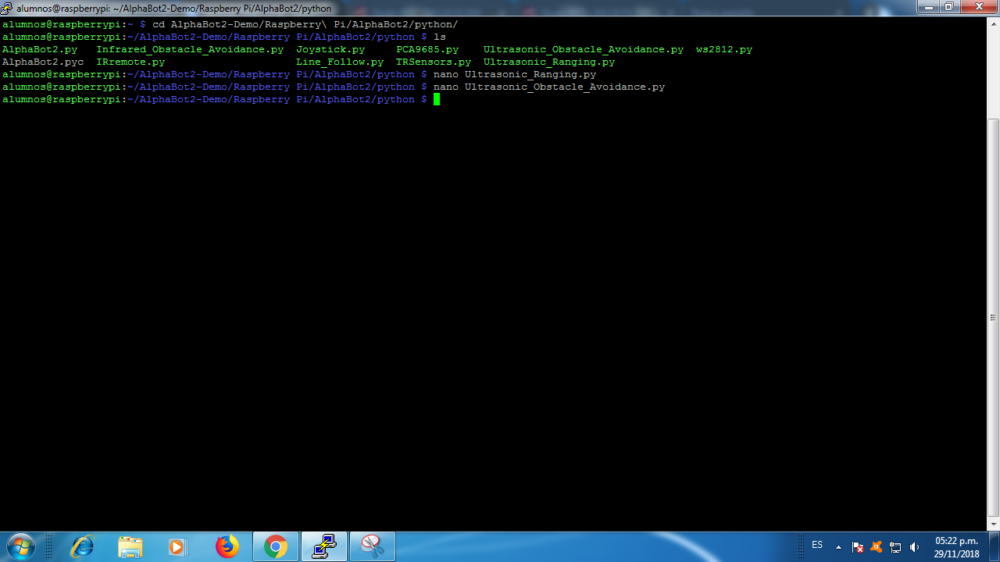 alumnos@raspberrypi: ~/AlphaBot2-Demo/Raspberry Pi/AlphaBot2/python
alumnos@raspberrypi:~ $ cd AlphaBot2-Demo/Raspberry\ Pi/AlphaBot2/python/
alumnos@raspberrypi:~/AlphaBot2-Demo/Raspberry Pi/AlphaBot2/python $ ls
AlphaBot2.py   Infrared_Obstacle_Avoidance.py  Joystick.py     PCA9685.py    Ultrasonic_Obstacle_Avoidance.py  ws2812.py
AlphaBot2.pyc  IRremote.py                     Line_Follow.py  TRSensors.py  Ultrasonic_Ranging.py
alumnos@raspberrypi:~/AlphaBot2-Demo/Raspberry Pi/AlphaBot2/python $ nano Ultrasonic_Ranging.py
alumnos@raspberrypi:~/AlphaBot2-Demo/Raspberry Pi/AlphaBot2/python $ nano Ultrasonic_Obstacle_Avoidance.py
alumnos@raspberrypi:~/AlphaBot2-Demo/Raspberry Pi/AlphaBot2/python $
ES
05:22 p.m.
29/11/2018